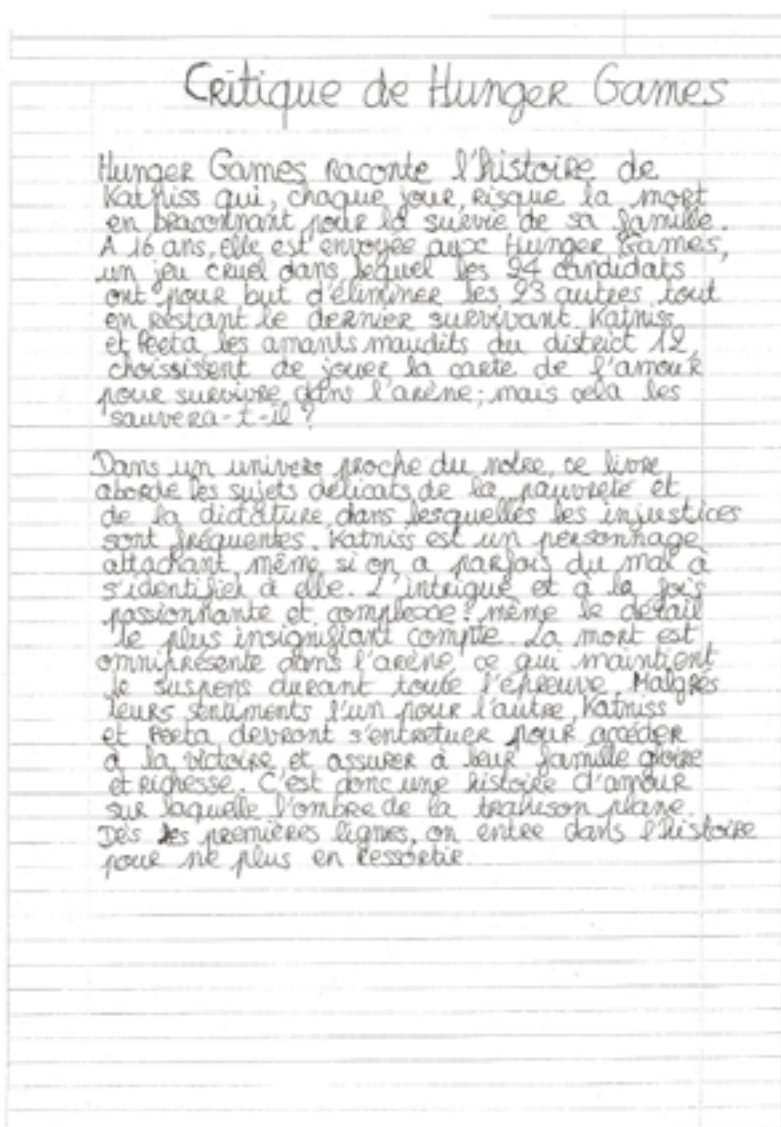 Critique de Hunger Games
Hunger Games raconte l'histoire de
Katniss qui, chaque jour, risque la mort
en braconnant pour la survie de sa famille.
A 16 ans, elle est envoyée aux Hunger Games,
un jeu cruel dans lequel les 24 candidats
ont pour but d'éliminer les 23 autres tout
en restant le dernier survivant. Katniss
et Peeta les amants maudits du district 12,
choissisent de jouer la carte de l'amour
pour survivre dans l'arène; mais cela les
sauvera-t-il ?
Dans un univers proche du notre, ce livre
aborde les sujets délicats de la pauvreté et
de la dictature dans lesquelles les injustices
sont fréquentes. Katniss est un personnage
attachant même si on a parfois du mal à
s'identifier à elle. L'intrigue et à la fois
passionnante et complexe: même le détail
le plus insignifiant compte. La mort est
omniprésente dans l'arène, ce qui maintient
le suspens durant toute l'épreuve. Malgrès
leurs sentiments l'un pour l'autre, Katniss
et Peeta devront s'entretuer pour accéder
à la victoire et assurer à leur famille gloire
et richesse. C'est donc une histoire d'amour
sur laquelle l'ombre de la trahison plane.
Dès les premières lignes, on entre dans l'histoire
pour ne plus en ressortir.